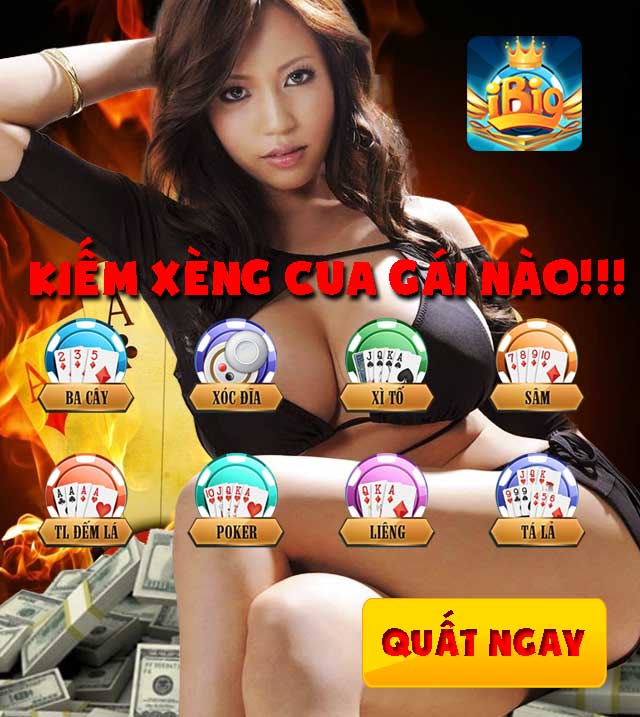 iBig
KIẾM XÈNG CUA GÁI NÀO!!!
BA CÂY
XÓC ĐĨA
XÌ TỐ
SÂM
TL ĐẾM LÁ
POKER
LIÊNG
TÁ LẢ
QUẤT NGAY